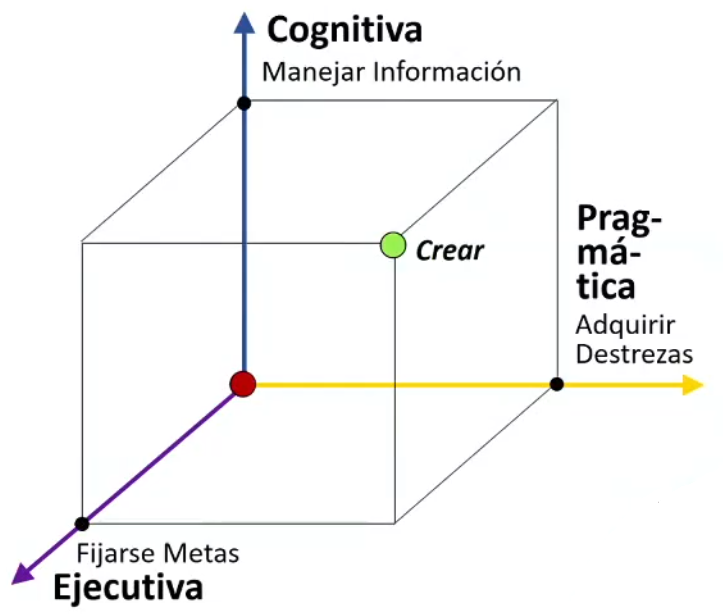 Cognitiva
Manejar Información
Prag-
má-
tica
Adquirir
Destrezas
Crear
Fijarse Metas
Ejecutiva